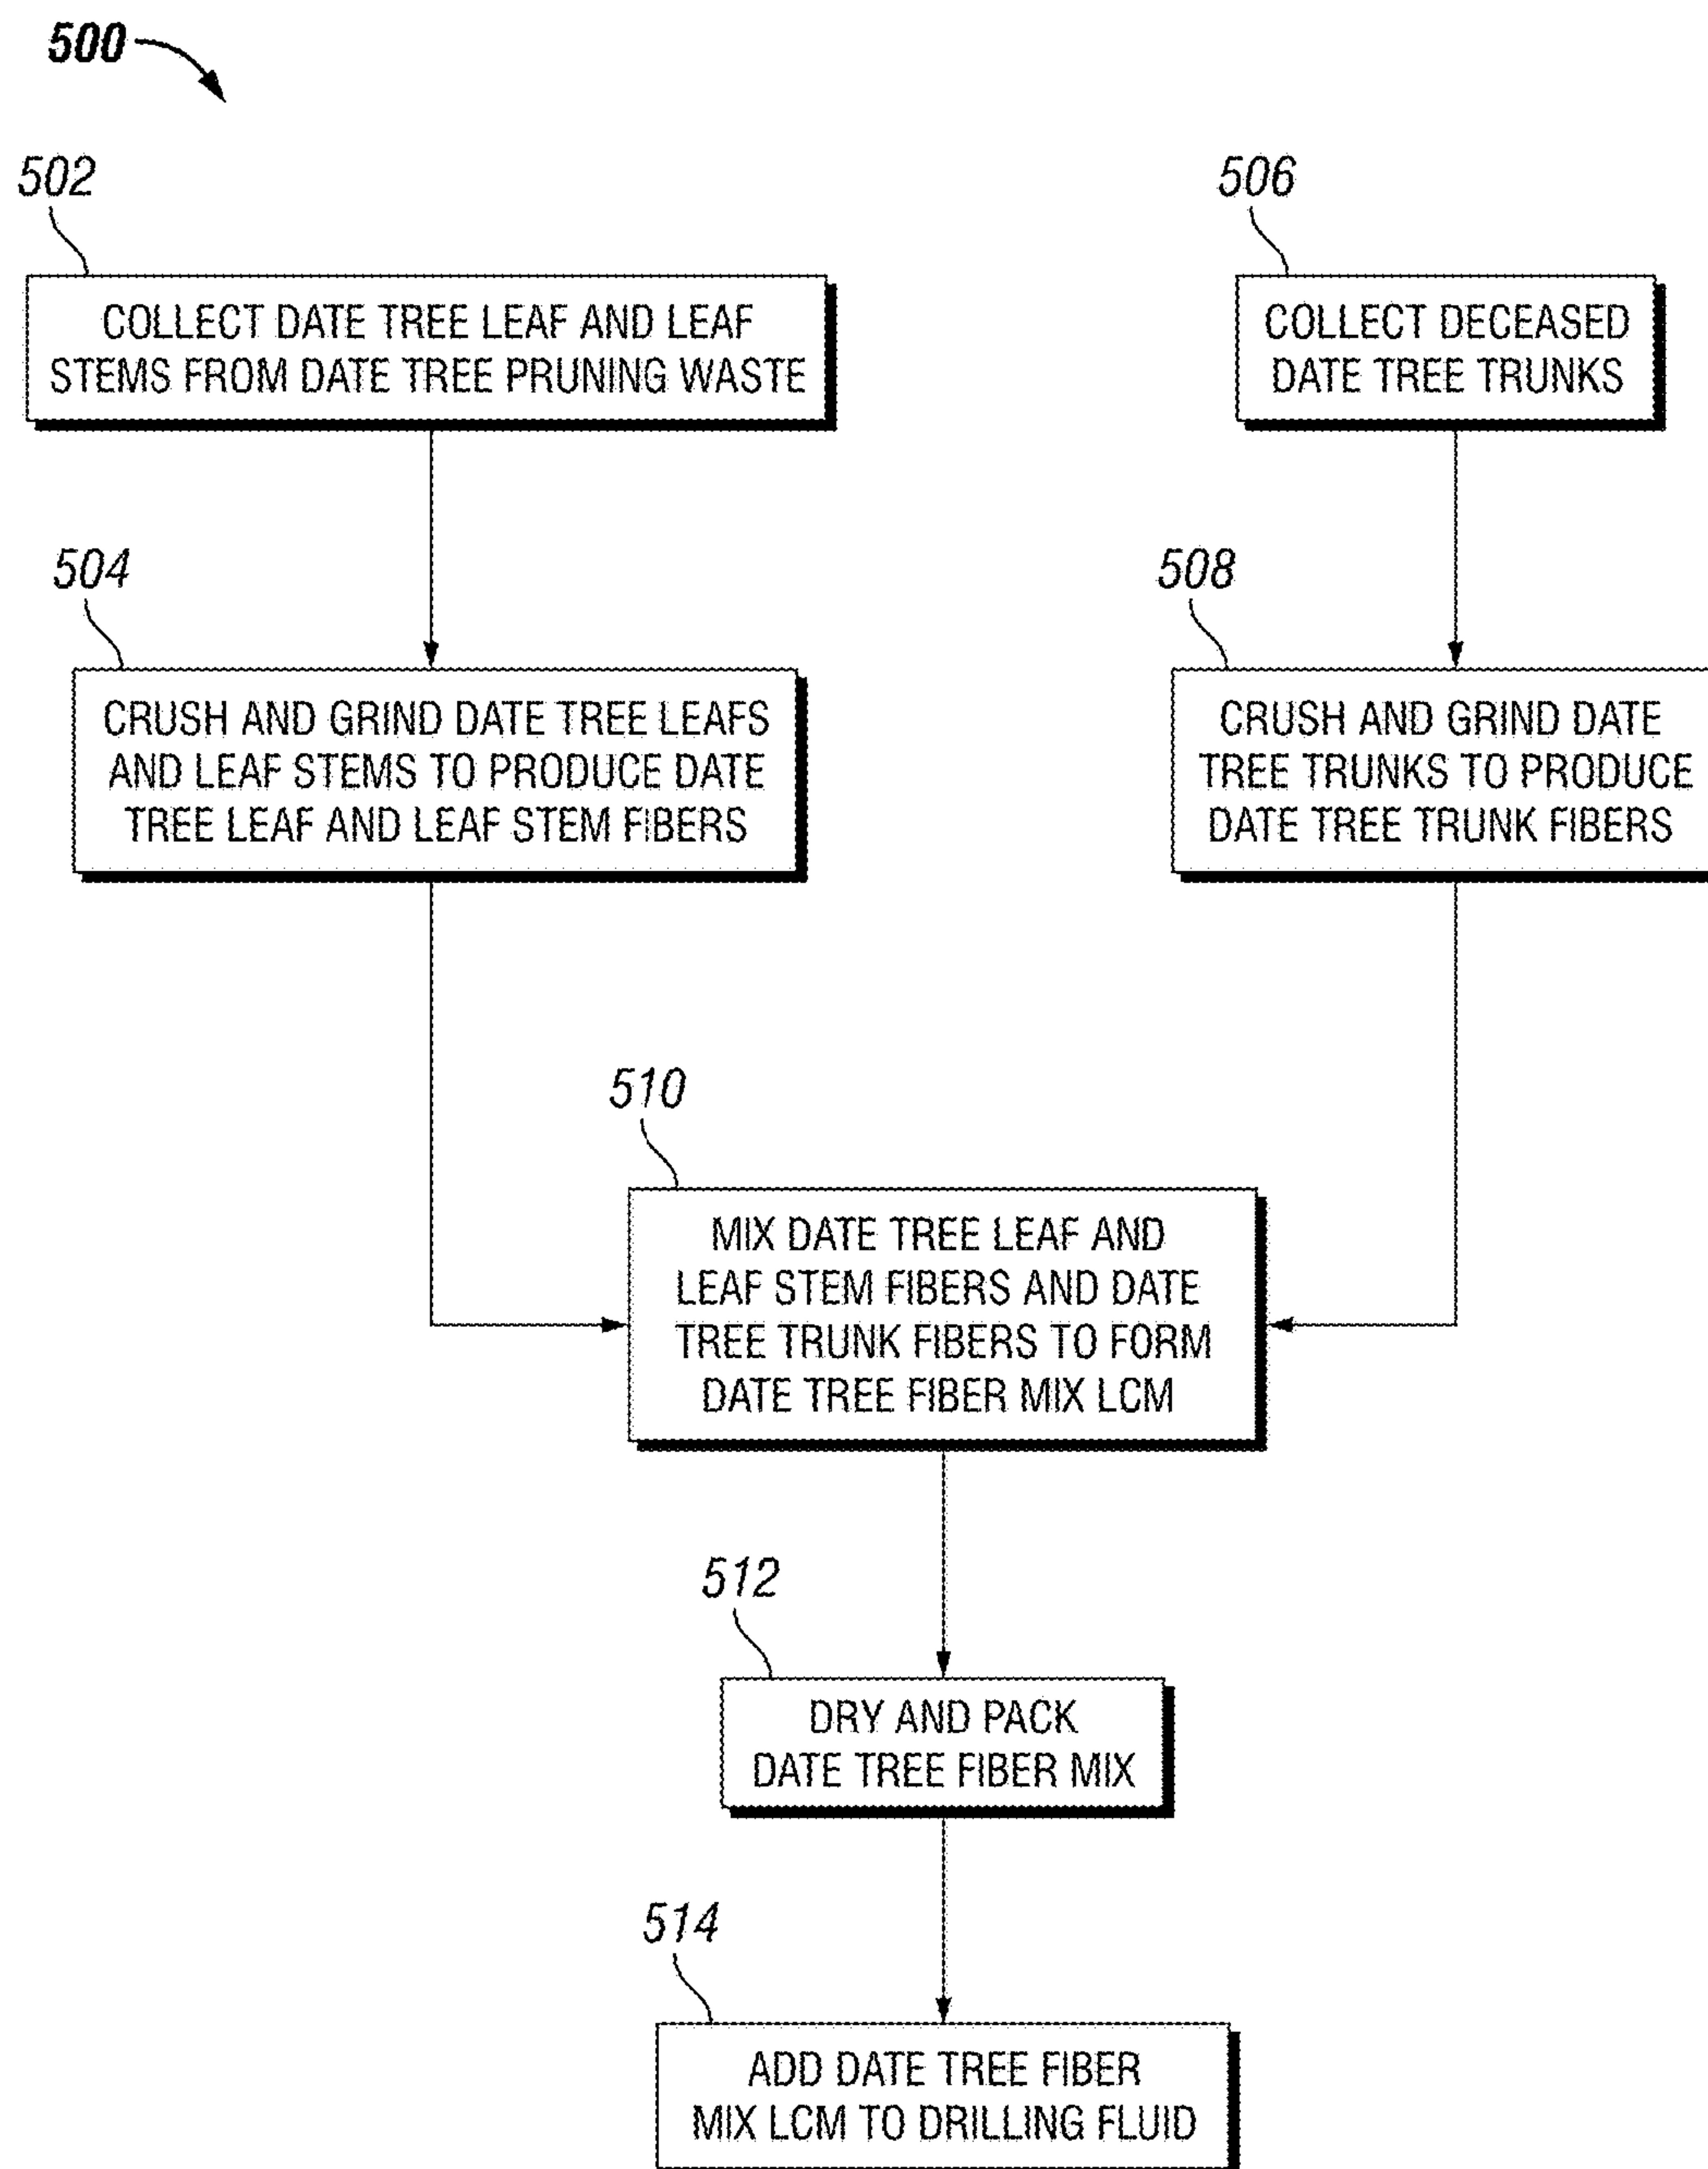 500
502
COLLECT DATE TREE LEAF AND LEAF
STEMS FROM DATE TREE PRUNING WASTE
506
COLLECT DECEASED
DATE TREE TRUNKS
504
CRUSH AND GRIND DATE TREE LEAFS
AND LEAF STEMS TO PRODUCE DATE
TREE LEAF AND LEAF STEM FIBERS
508
CRUSH AND GRIND DATE
TREE TRUNKS TO PRODUCE
DATE TREE TRUNK FIBERS
510
MIX DATE TREE LEAF AND
LEAF STEM FIBERS AND DATE
TREE TRUNK FIBERS TO FORM
DATE TREE FIBER MIX LCM
512
DRY AND PACK
DATE TREE FIBER MIX
514
ADD DATE TREE FIBER
MIX LCM TO DRILLING FLUID